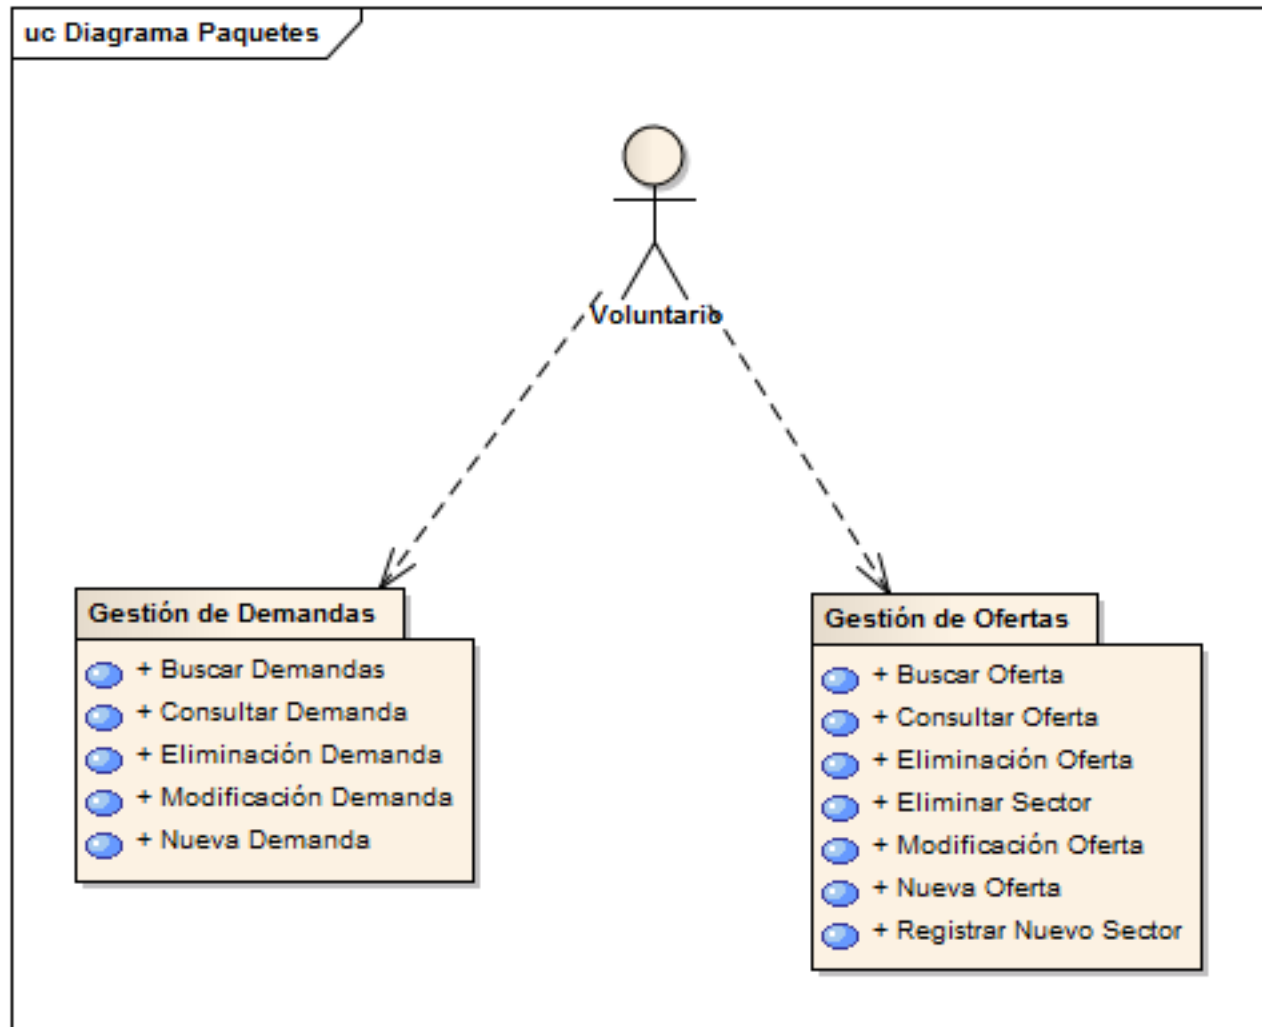 uc Diagrama Paquetes
Voluntario
Gestión de Demandas
+ Buscar Demandas
+ Consultar Demanda
+ Eliminación Demanda
+ Modificación Demanda
+ Nueva Demanda
Gestión de Ofertas
+ Buscar Oferta
+ Consultar Oferta
+ Eliminación Oferta
+ Eliminar Sector
+ Modificación Oferta
+ Nueva Oferta
+ Registrar Nuevo Sector